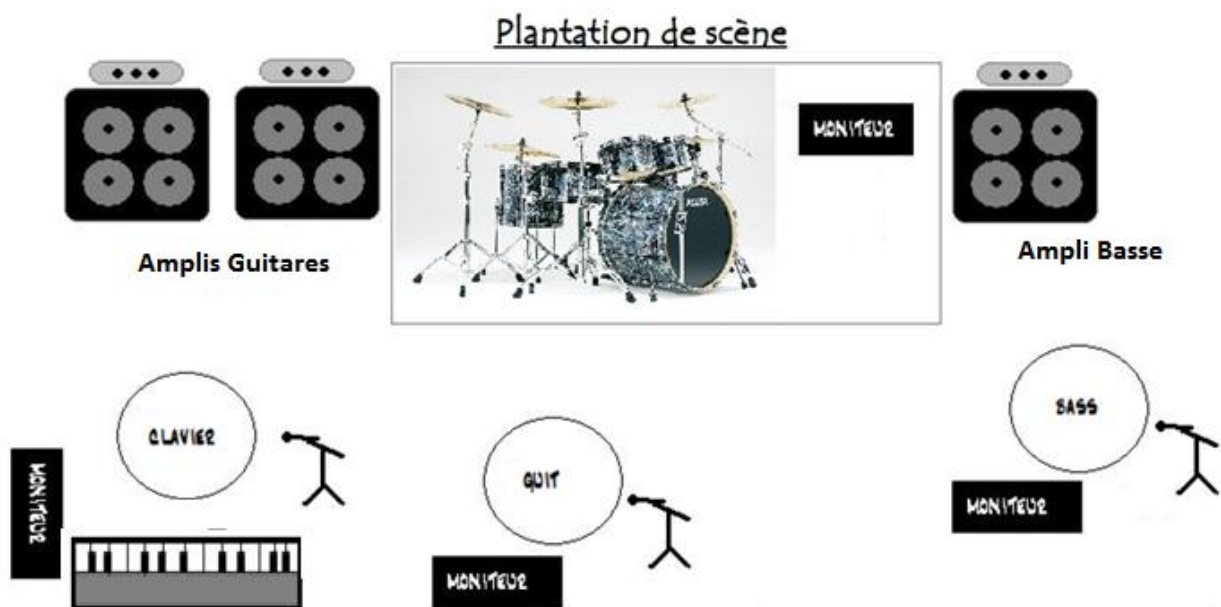 Plantation de scène
MONITEUR
Amplis Guitares
Ampli Basse
CLAVIER
BASS
GUIT
MONITEUR
MONITEUR
MONITEUR